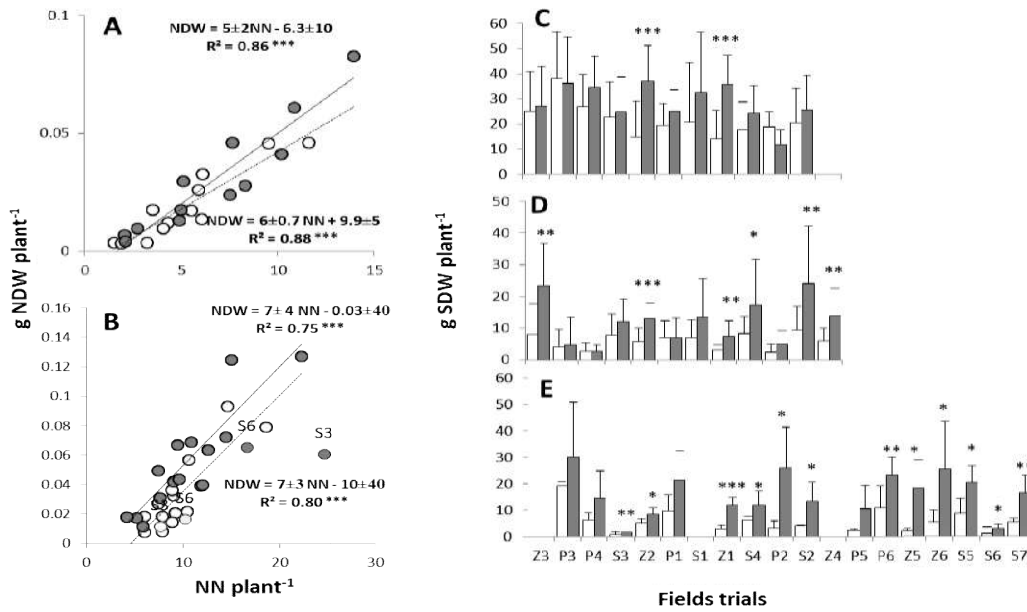 A
NDW = 5±2NN - 6.3±10
R² = 0.86 ***
0.1
0.05
0
NDW = 6±0.7 NN + 9.9±5
R² = 0.88 ***
0 5 10 15
g NDW plant⁻¹
B
NDW = 7±4 NN - 0.03±40
R² = 0.75 ***
0.16
0.14
0.12
0.1
0.08
0.06
0.04
0.02
0
S6
S3
S6
NDW = 7±3 NN - 10±40
R² = 0.80 ***
0 10 20 30
NN plant⁻¹
C
60
50
40
30
20
10
0
*** ***
D
50
40
30
20
10
0
** *** ** * ** **
g SDW plant⁻¹
E
60
40
20
0
** * *** * * * ** * * * * **
Z3 P3 P4 S3 Z2 P1 S1 Z1 S4 P2 S2 Z4 P5 P6 Z5 Z6 S5 S6 S7
Fields trials